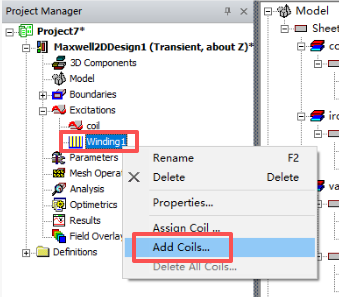 Project Manager
Project7*
Maxwell2DDesign1 (Transient, about Z)*
3D Components
Model
Boundaries
Excitations
coil
Winding1
Parameters
Mesh Opera
Analysis
Optimetrics
Results
Field Overlay
Definitions
Rename F2
Delete Delete
Properties...
Assign Coil ...
Add Coils...
Delete All Coils...
Model
Sheet
co
iro
va